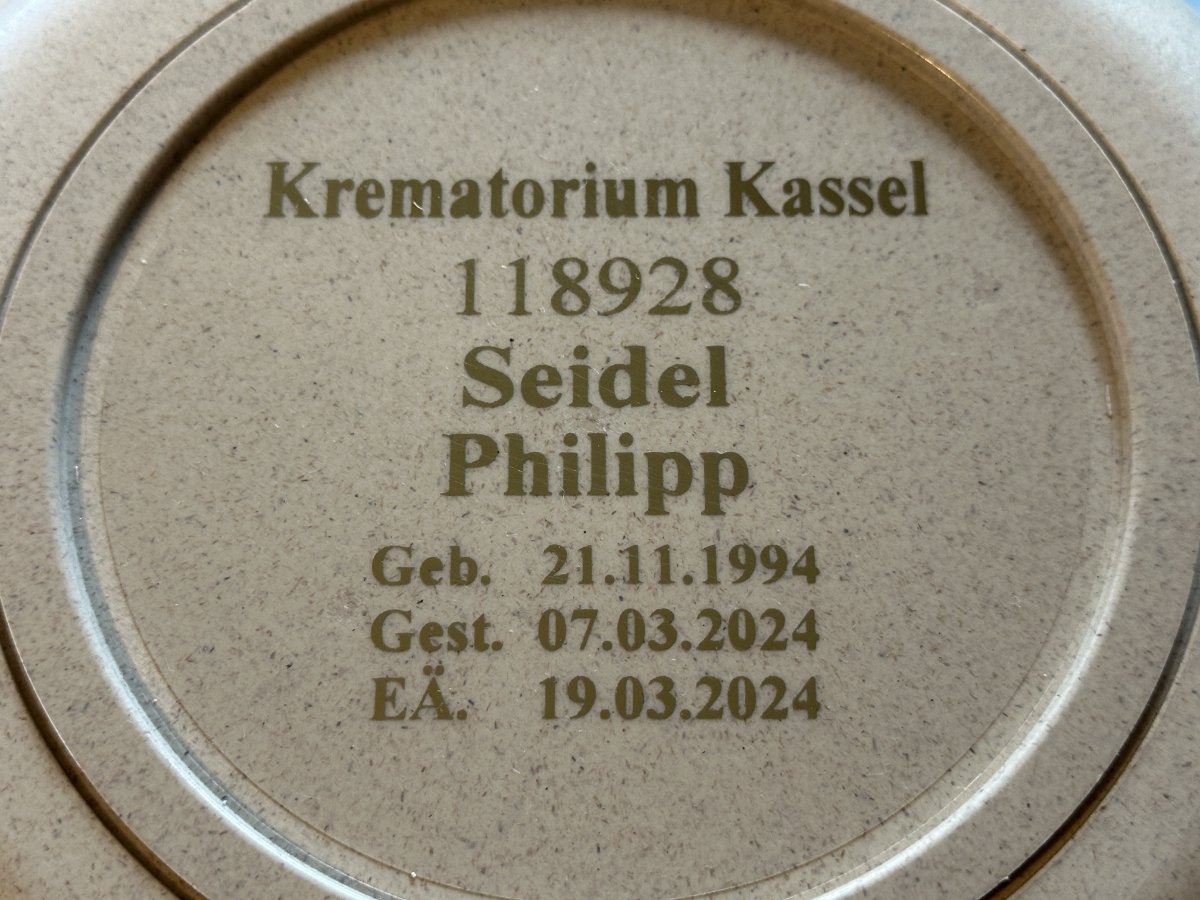 Krematorium Kassel
118928
Seidel
Philipp
Geb. 21.11.1994
Gest. 07.03.2024
EÄ. 19.03.2024